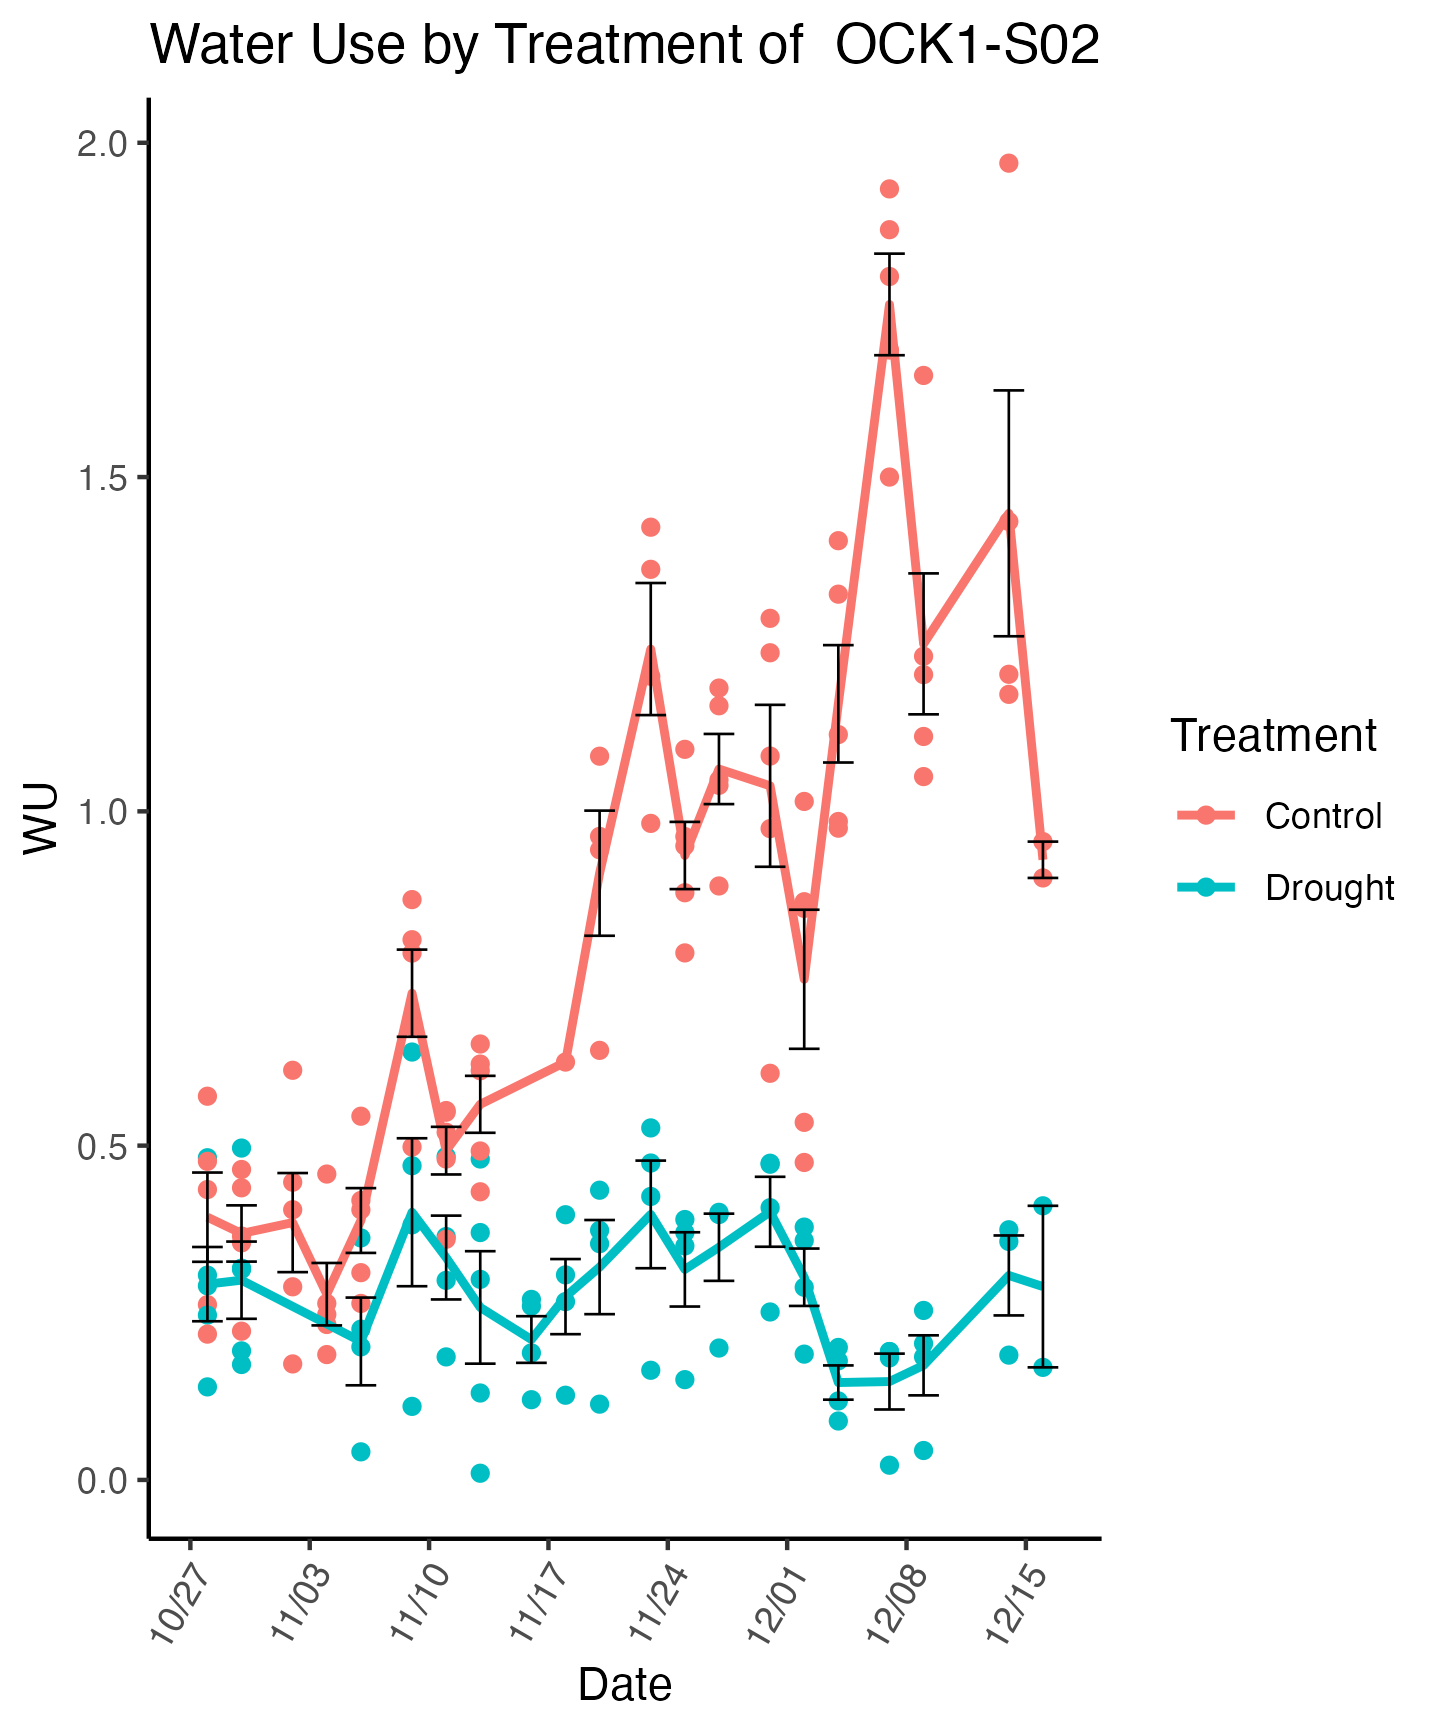 Water Use by Treatment of  OCK1-S02
WU
2.0
1.5
1.0
0.5
0.0
10/27
11/03
11/10
11/17
11/24
12/01
12/08
12/15
Date
Treatment
Control
Drought